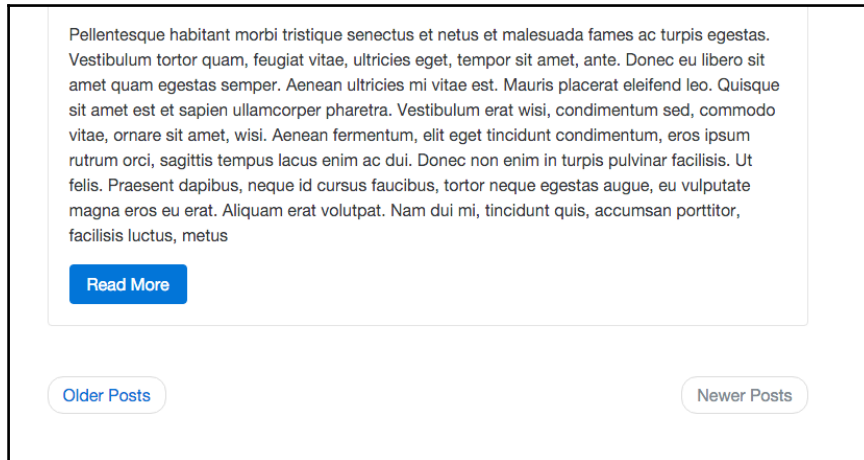 Pellentesque habitant morbi tristique senectus et netus et malesuada fames ac turpis egestas.
Vestibulum tortor quam, feugiat vitae, ultricies eget, tempor sit amet, ante. Donec eu libero sit
amet quam egestas semper. Aenean ultricies mi vitae est. Mauris placerat eleifend leo. Quisque
sit amet est et sapien ullamcorper pharetra. Vestibulum erat wisi, condimentum sed, commodo
vitae, ornare sit amet, wisi. Aenean fermentum, elit eget tincidunt condimentum, eros ipsum
rutrum orci, sagittis tempus lacus enim ac dui. Donec non enim in turpis pulvinar facilisis. Ut
felis. Praesent dapibus, neque id cursus faucibus, tortor neque egestas augue, eu vulputate
magna eros eu erat. Aliquam erat volutpat. Nam dui mi, tincidunt quis, accumsan porttitor,
facilisis luctus, metus
Read More
Older Posts
Newer Posts